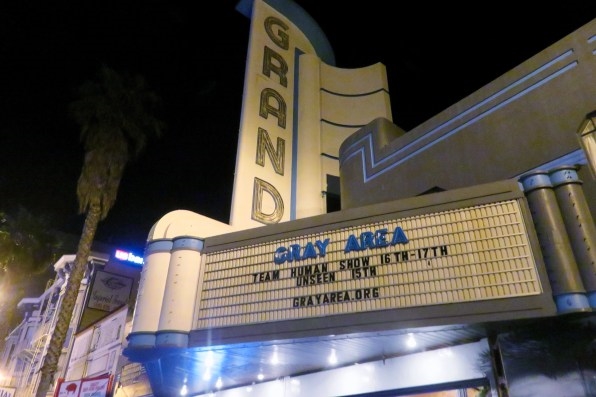 GRAND
GRAY AREA
TEAM HUMAN SHOW 16TH-17TH
UNSEEN 15TH
GRAYAREA.ORG